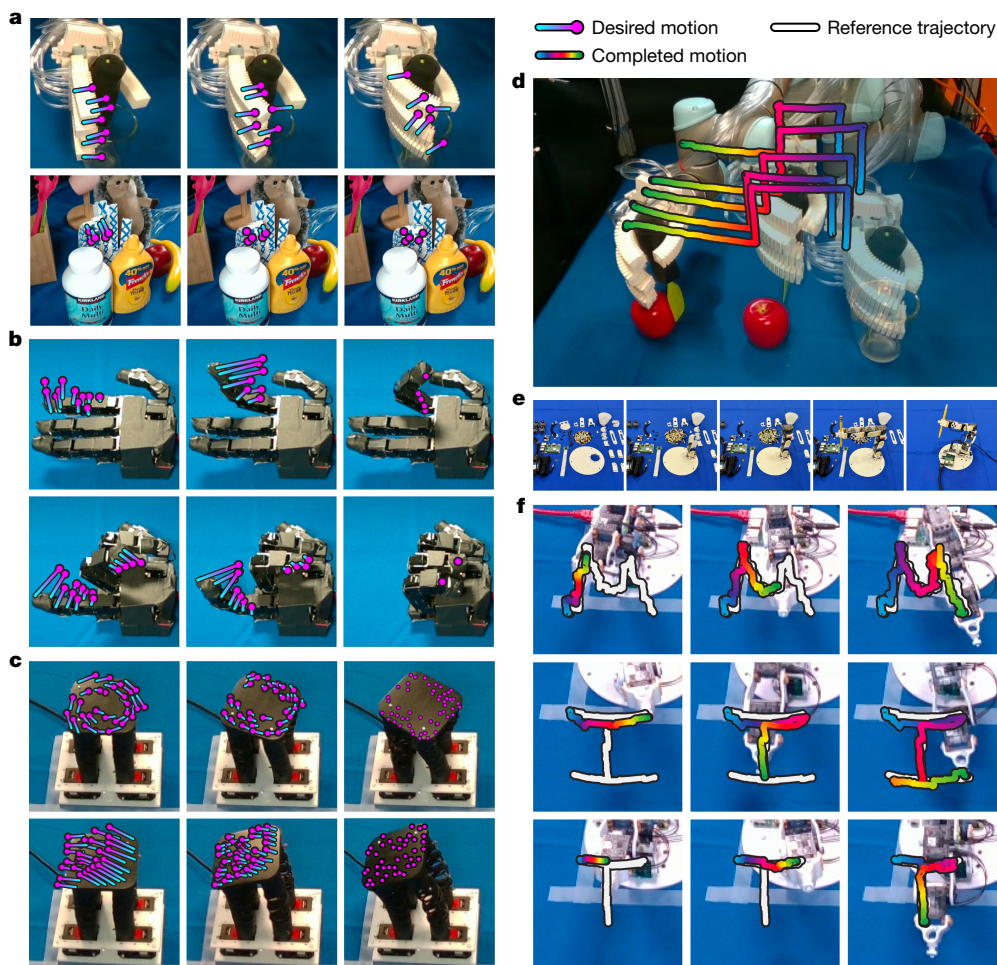 a
Desired motion
Reference trajectory
Completed motion
d
40%
French's
40%
French's
40%
French's
KIRKLAND
Daily
Multi
KIRKLAND
Daily
Multi
KIRKLAND
Daily
Multi
b
e
f
c